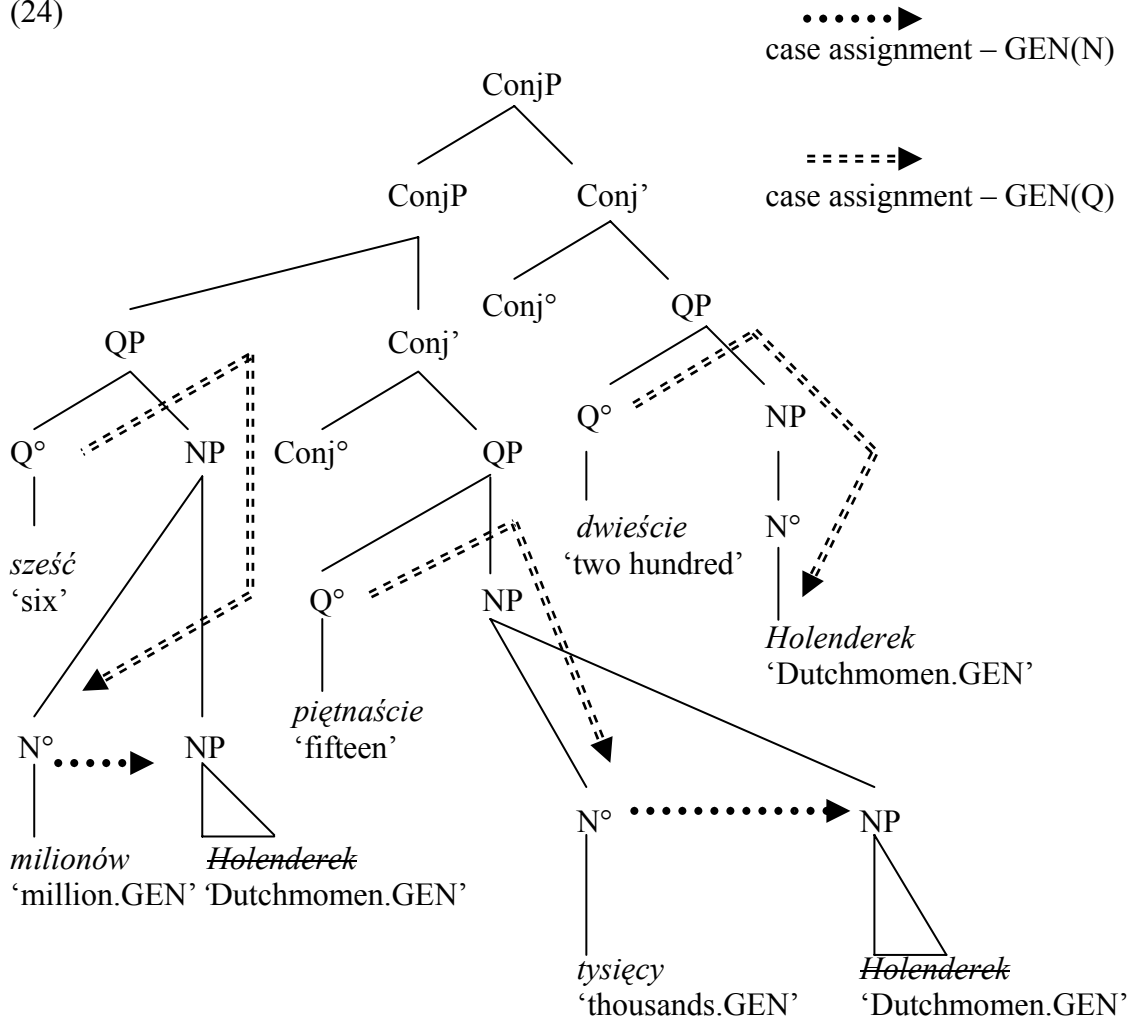 (24)
case assignment – GEN(N)
ConjP
case assignment – GEN(Q)
ConjP Conj’
Conj° QP
QP Conj’
Q° NP
Q° NP Conj° QP
N°
dwieście
‘two hundred’
sześć
‘six’
Q° NP
Holenderek
‘Dutchmomen.GEN’
piętnaście
‘fifteen’
N° NP
N° NP
milionów Holenderek
‘million.GEN’ ‘Dutchmomen.GEN’
tysięcy Holenderek
‘thousands.GEN’ ‘Dutchmomen.GEN’